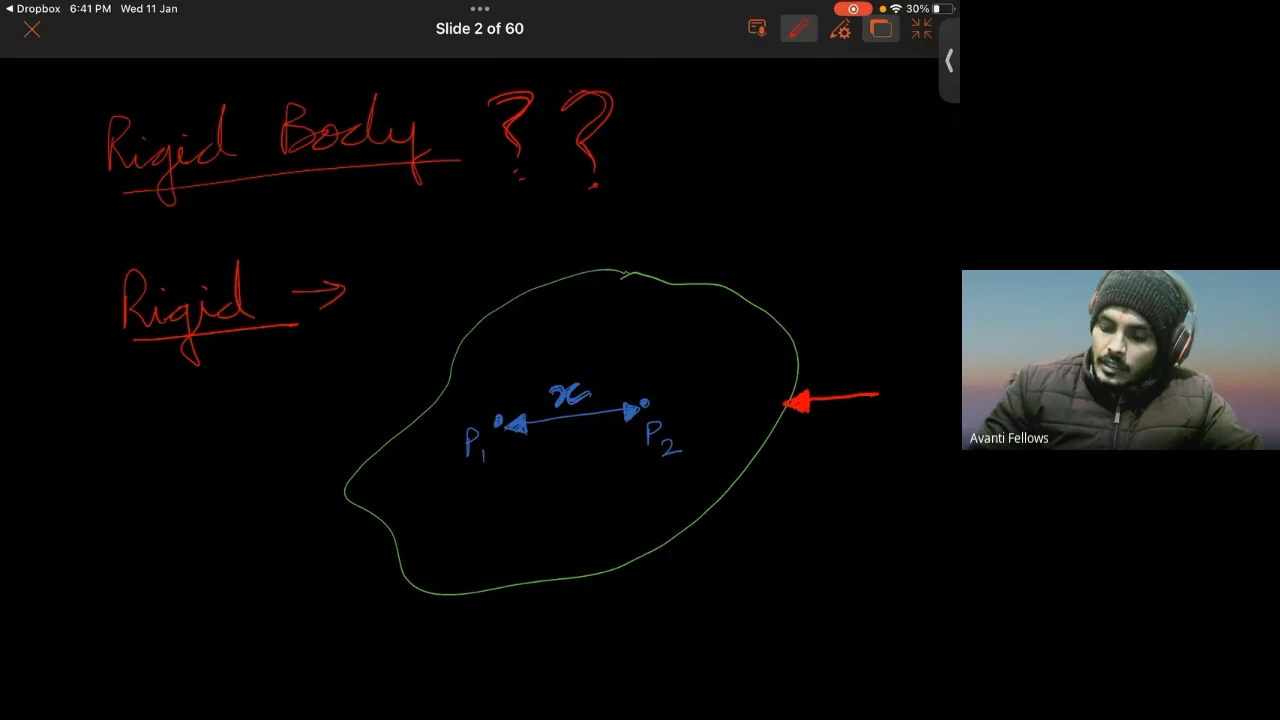 Dropbox 6:41 PM Wed 11 Jan
30%
Slide 2 of 60
Rigid Body ??
Rigid →
x
P1
P2
Avanti Fellows